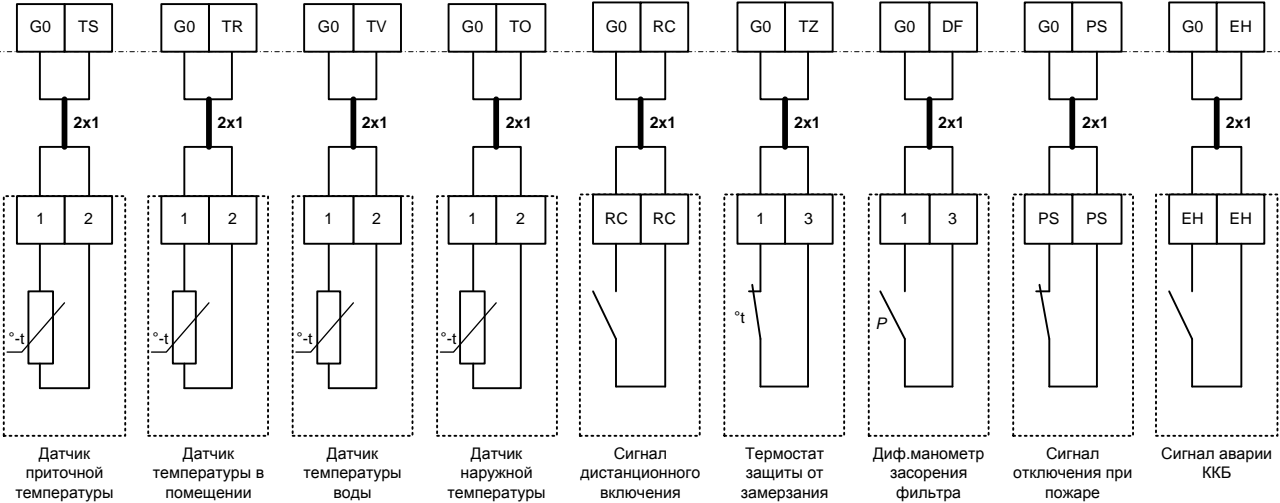 G0 TS G0 TR G0 TV G0 TO G0 RC G0 TZ G0 DF G0 PS G0 EH
2x1 2x1 2x1 2x1 2x1 2x1 2x1 2x1 2x1
1 2 1 2 1 2 1 2 RC RC 1 3 1 3 PS PS EH EH
°t P
°-t °-t °-t °-t
Датчик
приточной
температуры
Датчик
температуры в
помещении
Датчик
температуры
воды
Датчик
наружной
температуры
Сигнал
дистанционного
включения
Термостат
защиты от
замерзания
Диф.манометр
засорения
фильтра
Сигнал
отключения при
пожаре
Сигнал аварии
ККБ